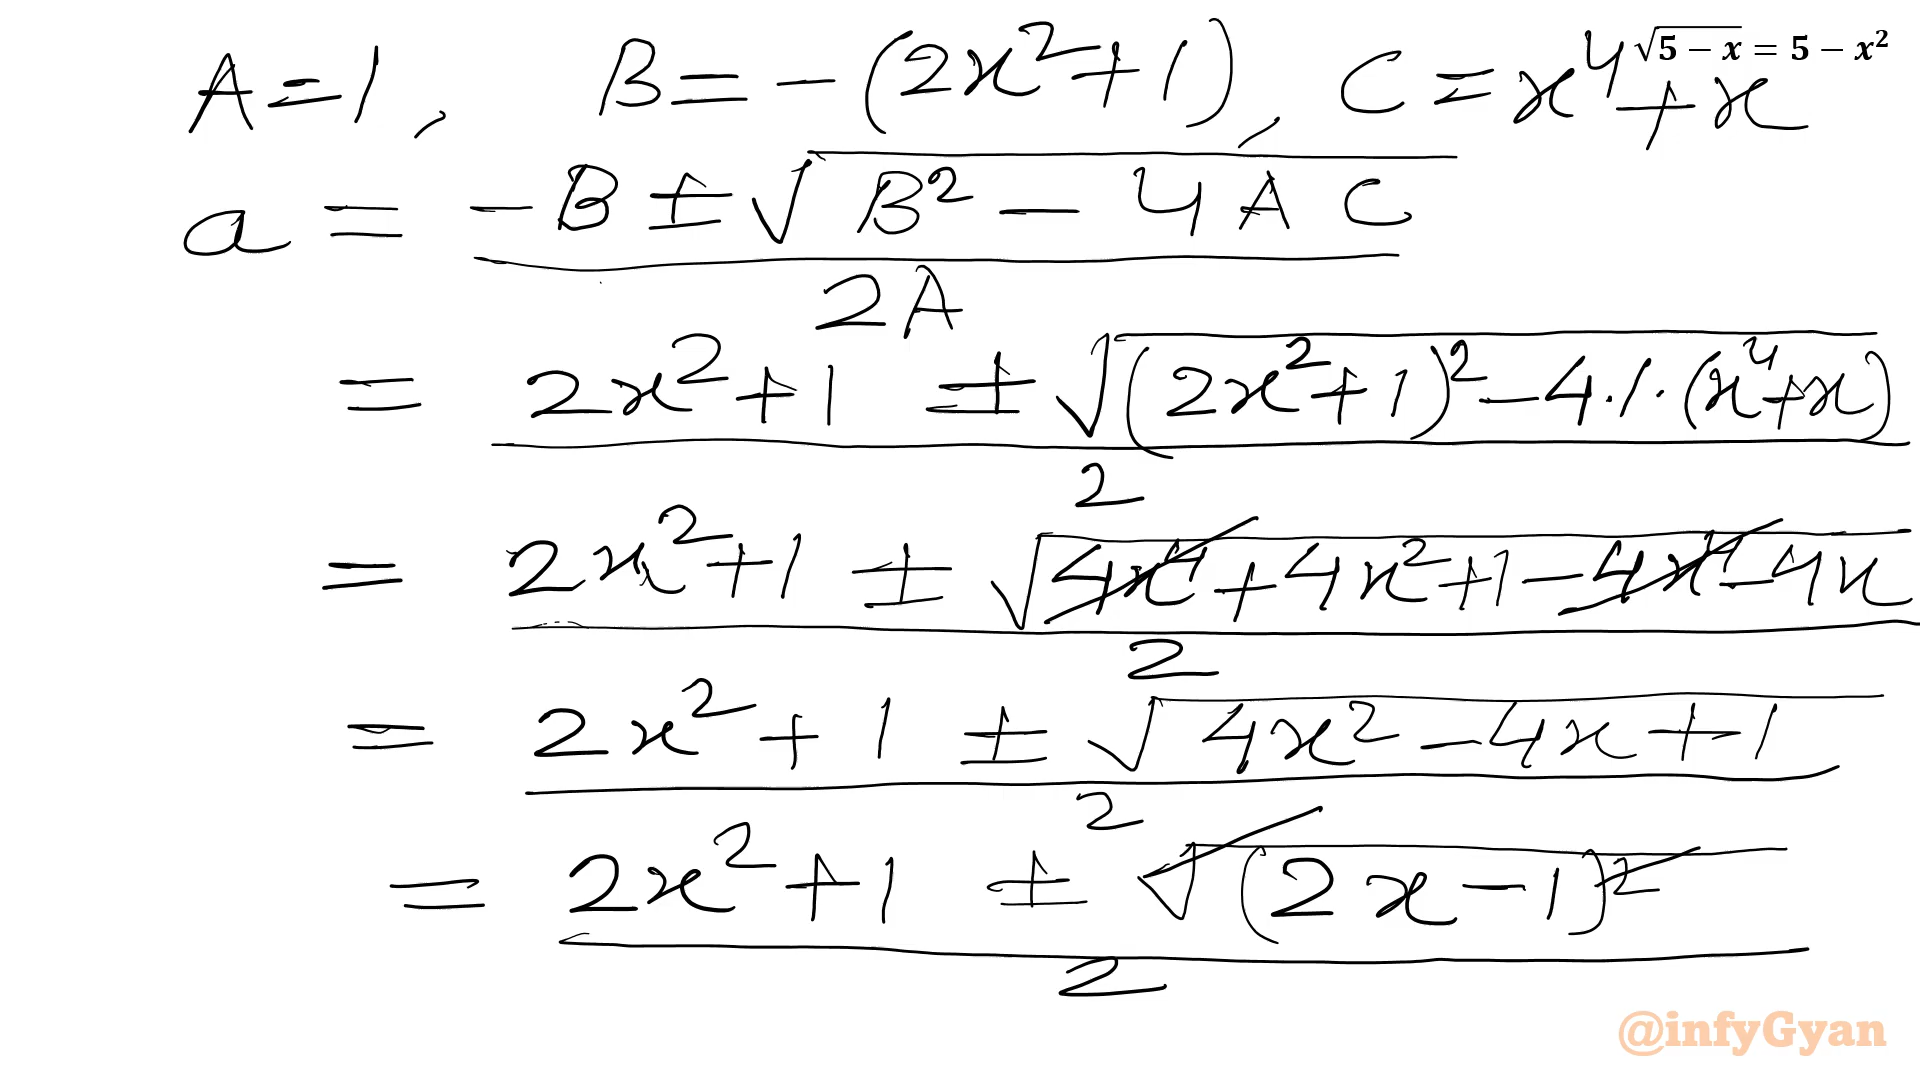 √5 − x = 5 − x²
A = 1, B = −(2x² + 1), C = x⁴ + x
a = −B ± √B² − 4AC
2A
= 2x² + 1 ± √(2x² + 1)² − 4·1·(x⁴ + x)
2
= 2x² + 1 ± √4x⁴ + 4x² + 1 − 4x⁴ − 4x
2
= 2x² + 1 ± √4x² − 4x + 1
2
= 2x² + 1 ± √(2x − 1)²
2
@infyGyan